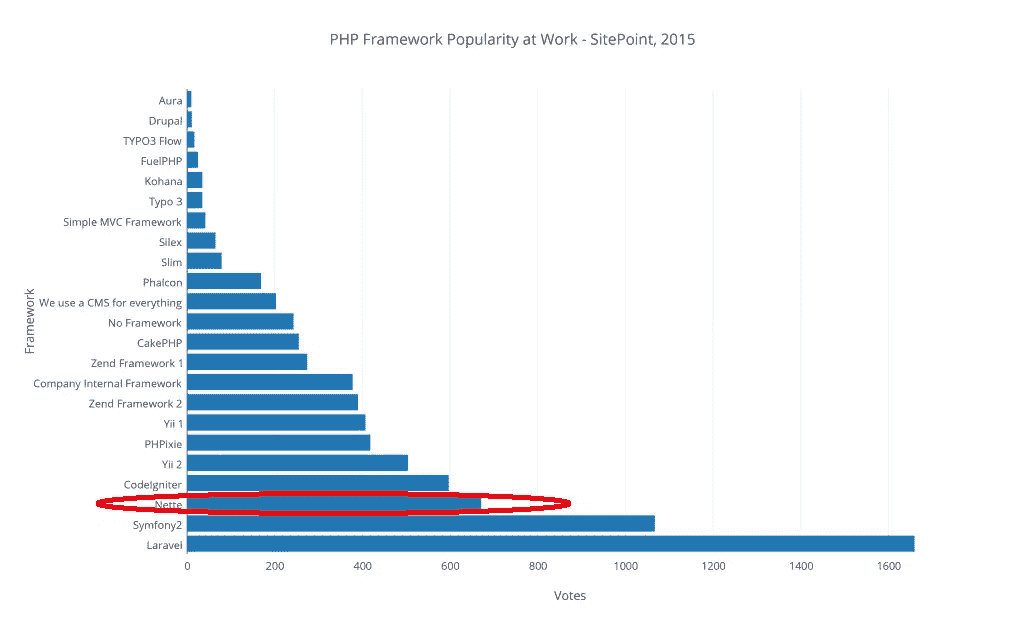 PHP Framework Popularity at Work - SitePoint, 2015
Aura
Drupal
TYPO3 Flow
FuelPHP
Kohana
Typo 3
Simple MVC Framework
Silex
Slim
Phalcon
We use a CMS for everything
No Framework
CakePHP
Zend Framework 1
Company Internal Framework
Zend Framework 2
Yii 1
PHPixie
Yii 2
CodeIgniter
Nette
Symfony2
Laravel
Framework
0 200 400 600 800 1000 1200 1400 1600
Votes